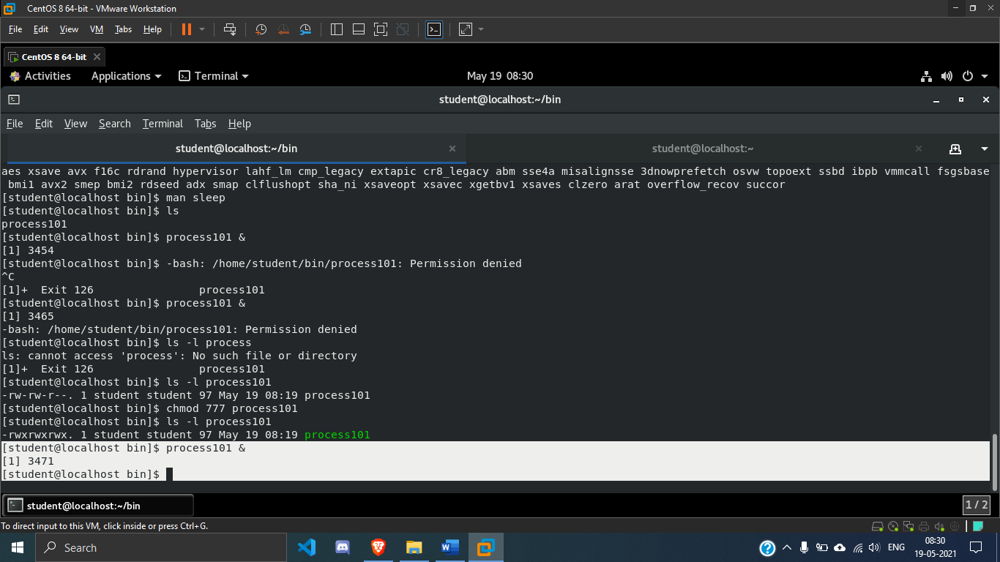 CentOS 8 64-bit - VMware Workstation
File Edit View VM Tabs Help
CentOS 8 64-bit
Activities Applications Terminal May 19 08:30
student@localhost:~/bin
File Edit View Search Terminal Tabs Help
student@localhost:~/bin student@localhost:~
aes xsave avx f16c rdrand hypervisor lahf_lm cmp_legacy extapic cr8_legacy abm sse4a misalignsse 3dnowprefetch osvw topoext ssbd ibpb vmmcall fsgsbase
bmi1 avx2 smep bmi2 rdseed adx smap clflushopt sha_ni xsaveopt xsavec xgetbv1 xsaves clzero arat overflow_recov succor
[student@localhost bin]$ man sleep
[student@localhost bin]$ ls
process101
[student@localhost bin]$ process101 &
[1] 3454
[student@localhost bin]$ -bash: /home/student/bin/process101: Permission denied
^C
[1]+  Exit 126                process101
[student@localhost bin]$ process101 &
[1] 3465
-bash: /home/student/bin/process101: Permission denied
[student@localhost bin]$ ls -l process
ls: cannot access 'process': No such file or directory
[1]+  Exit 126                process101
[student@localhost bin]$ ls -l process101
-rw-rw-r--. 1 student student 97 May 19 08:19 process101
[student@localhost bin]$ chmod 777 process101
[student@localhost bin]$ ls -l process101
-rwxrwxrwx. 1 student student 97 May 19 08:19 process101
[student@localhost bin]$ process101 &
[1] 3471
[student@localhost bin]$
student@localhost:~/bin 1 / 2
To direct input to this VM, click inside or press Ctrl+G.
Search ENG 08:30
19-05-2021